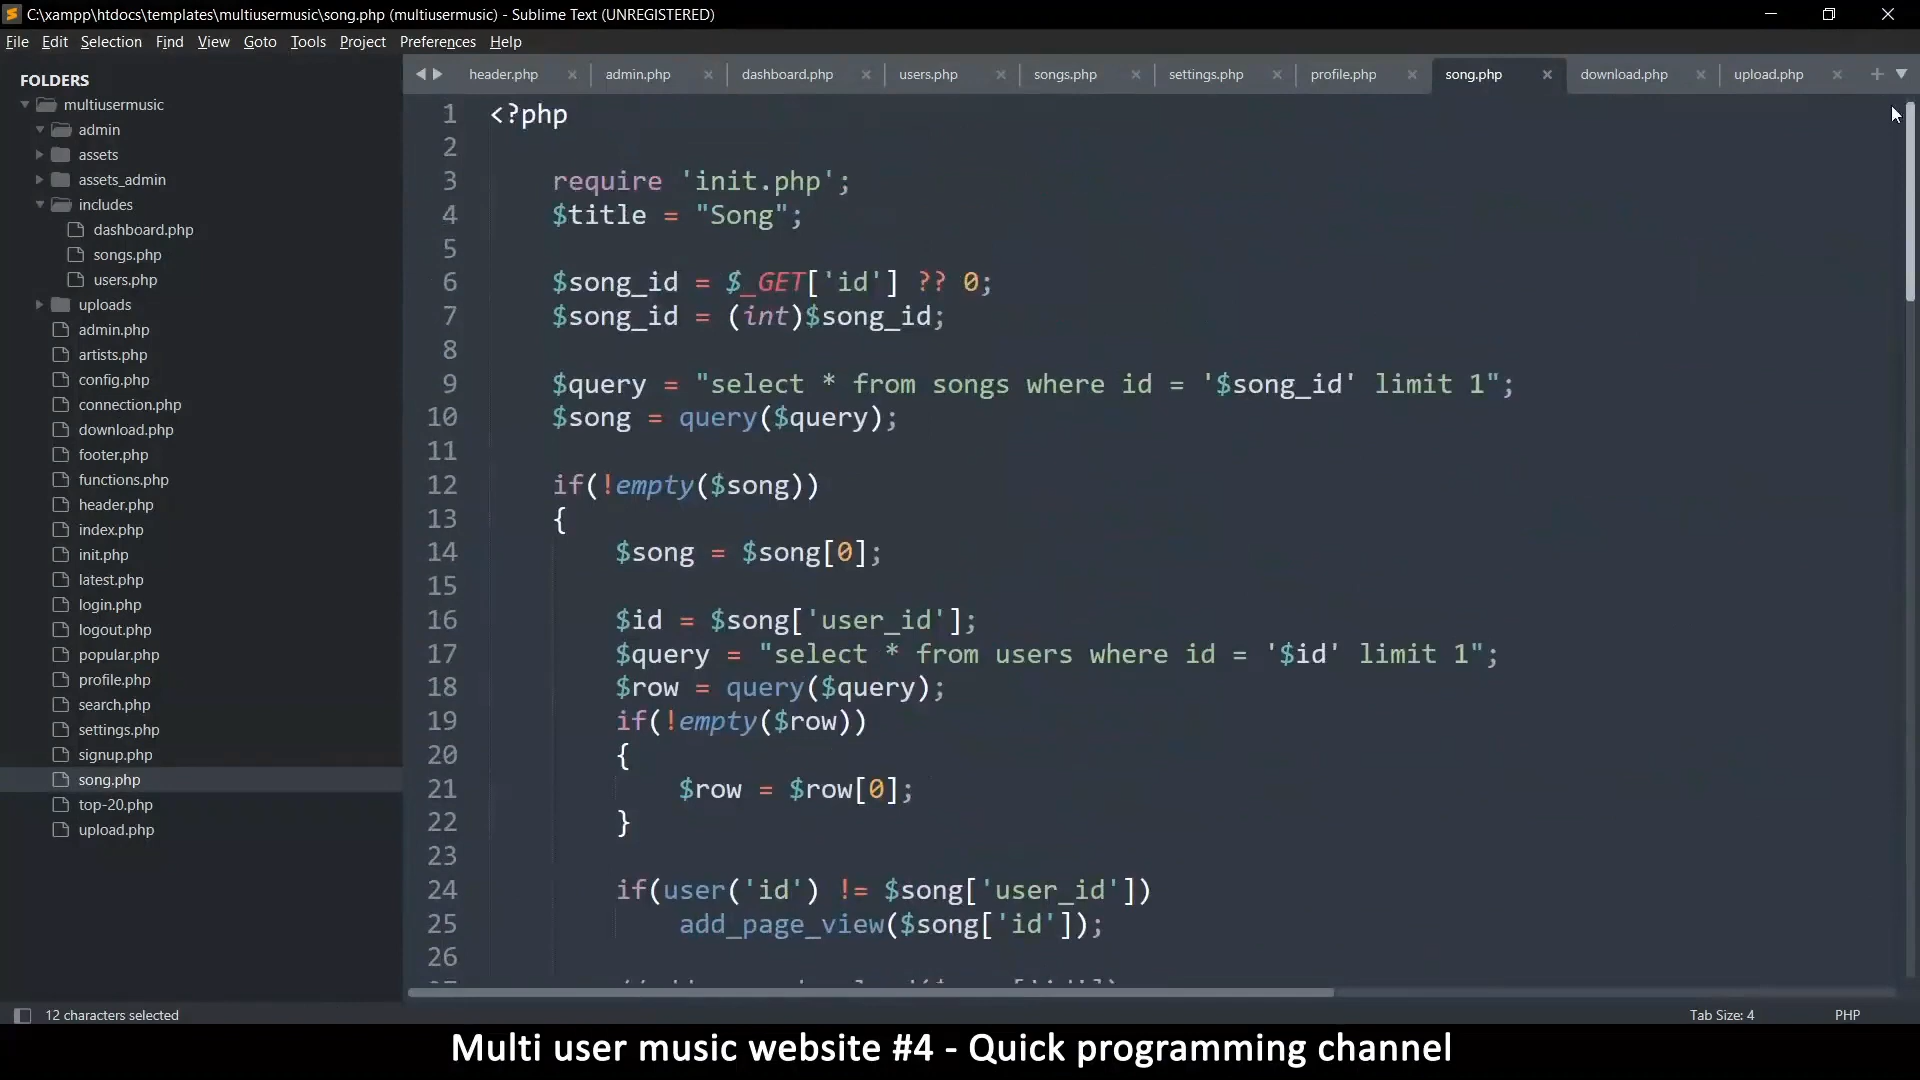 C:\xampp\htdocs\templates\multiusermusic\song.php (multiusermusic) - Sublime Text (UNREGISTERED)
File Edit Selection Find View Goto Tools Project Preferences Help
FOLDERS
multiusermusic
admin
assets
assets_admin
includes
dashboard.php
songs.php
users.php
uploads
admin.php
artists.php
config.php
connection.php
download.php
footer.php
functions.php
header.php
index.php
init.php
latest.php
login.php
logout.php
popular.php
profile.php
search.php
settings.php
signup.php
song.php
top-20.php
upload.php
header.php admin.php dashboard.php users.php songs.php settings.php profile.php song.php download.php upload.php
1 <?php
2
3 require 'init.php';
4 $title = "Song";
5
6 $song_id = $_GET['id'] ?? 0;
7 $song_id = (int)$song_id;
8
9 $query = "select * from songs where id = '$song_id' limit 1";
10 $song = query($query);
11
12 if(!empty($song))
13 {
14 $song = $song[0];
15
16 $id = $song['user_id'];
17 $query = "select * from users where id = '$id' limit 1";
18 $row = query($query);
19 if(!empty($row))
20 {
21 $row = $row[0];
22 }
23
24 if(user('id') != $song['user_id'])
25 add_page_view($song['id']);
26
12 characters selected
Tab Size: 4 PHP
Multi user music website #4 - Quick programming channel